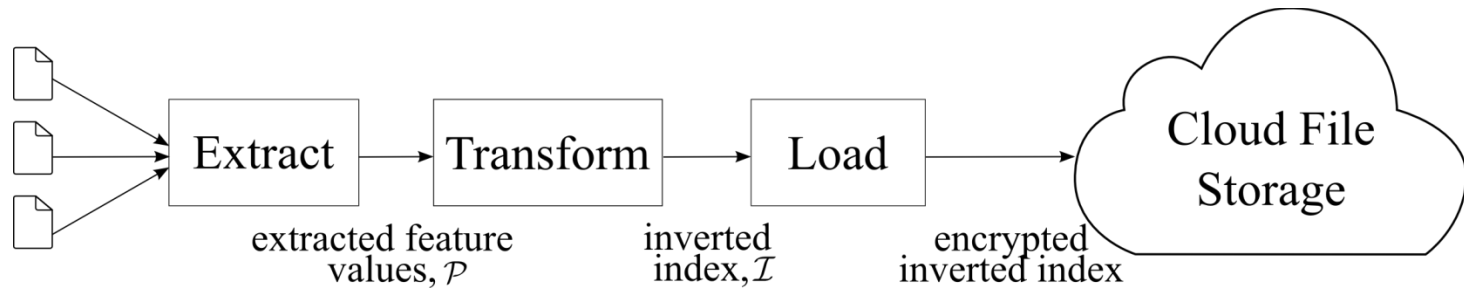 Extract
Transform
Load
Cloud File
Storage
extracted feature
values, 𝒫
inverted
index, ℐ
encrypted
inverted index